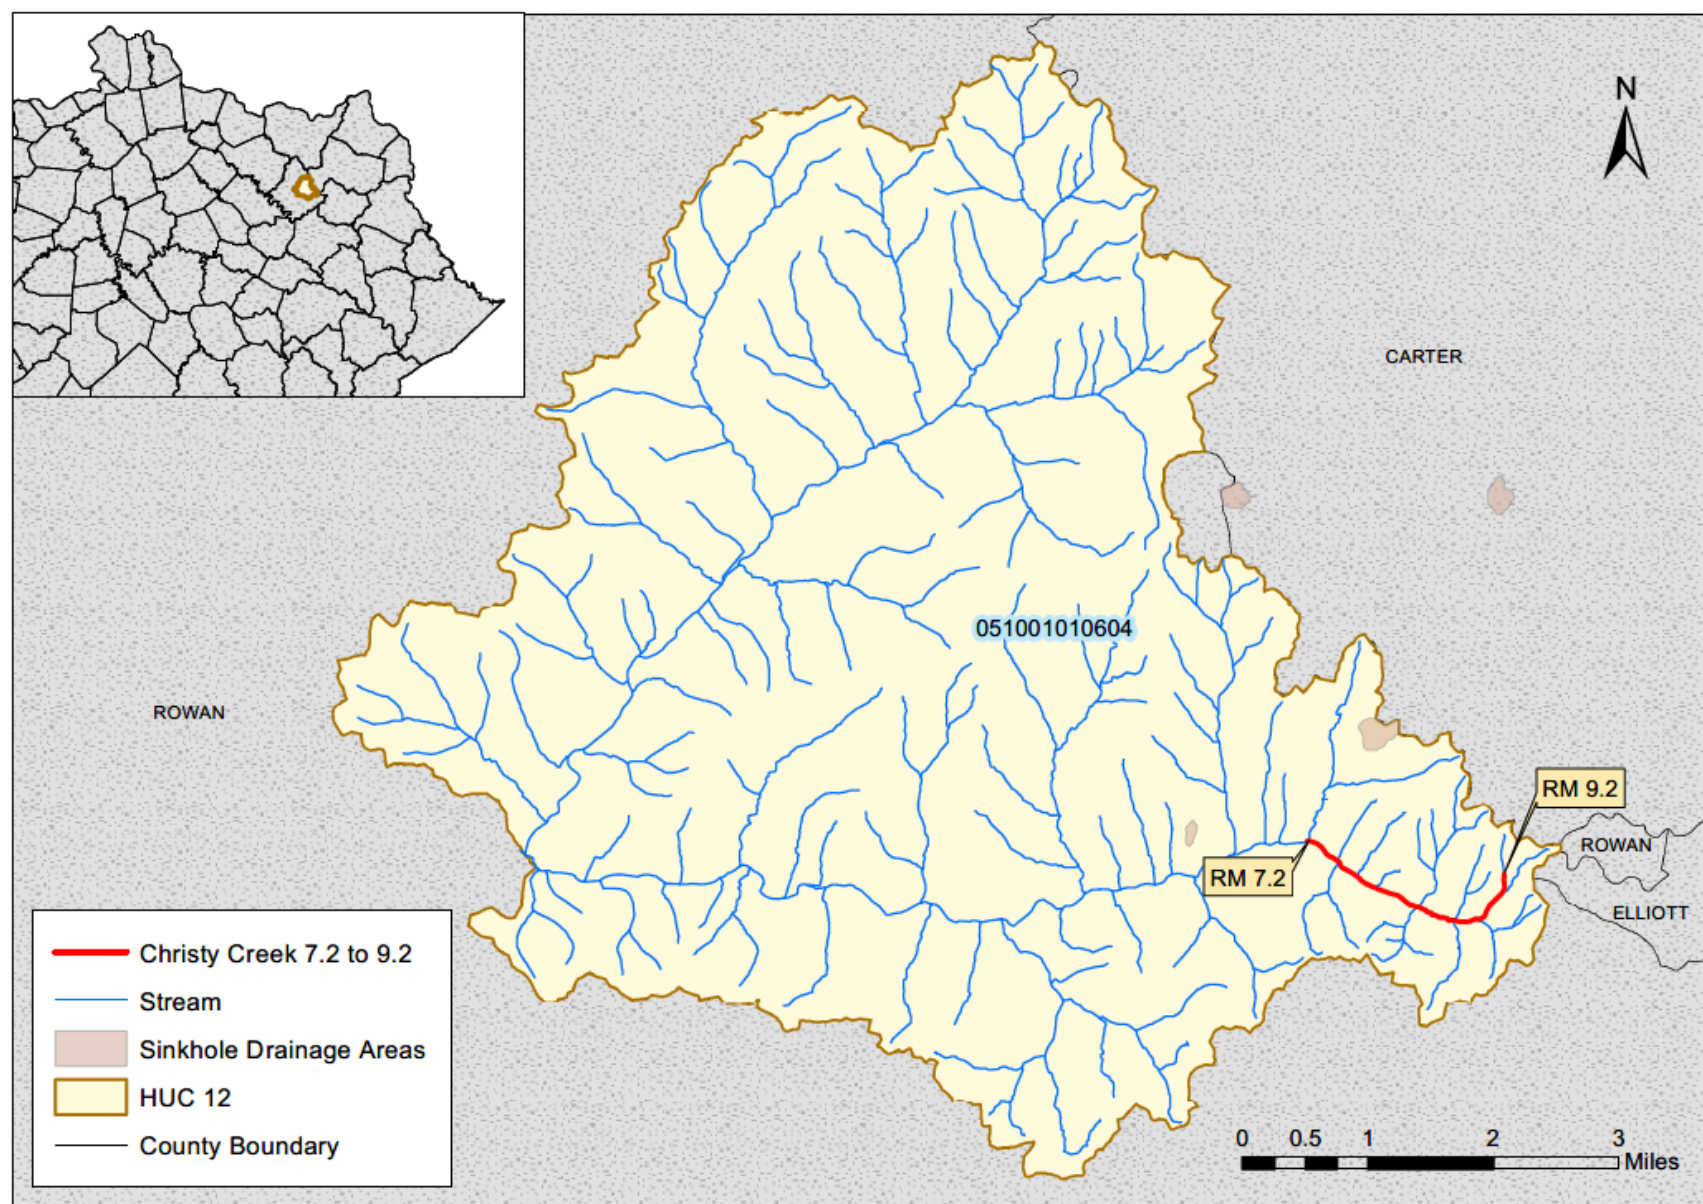 N
CARTER
051001010604
ROWAN
RM 9.2
ROWAN
RM 7.2
ELLIOTT
Christy Creek 7.2 to 9.2
Stream
Sinkhole Drainage Areas
HUC 12
County Boundary
0 0.5 1 2 3
Miles